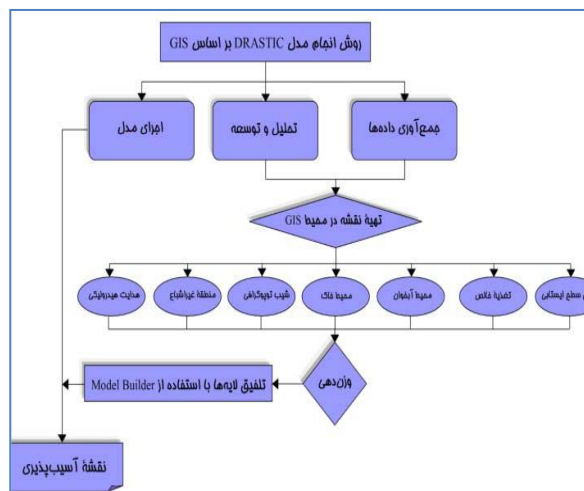 روش انجام مدل DRASTIC بر اساس GIS
جمع‌آوری داده‌ها
تحلیل و توسعه
اجرای مدل
تهیهٔ نقشه در محیط GIS
سطح ایستابی
تغذیهٔ خالص
محیط آبخوان
محیط خاک
شیب توپوگرافی
منطقهٔ غیراشباع
هدایت هیدرولیکی
وزن‌دهی
تلفیق لایه‌ها با استفاده از Model Builder
نقشهٔ آسیب‌پذیری